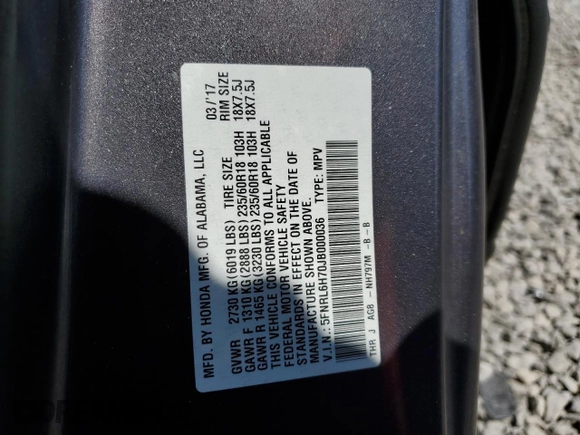 MFD. BY HONDA MFG. OF ALABAMA, LLC 03/'17
TIRE SIZE RIM SIZE
GVWR 2730 KG (6019 LBS)
GAWR F 1310 KG (2888 LBS) 235/60R18 103H 18X7.5J
GAWR R 1465 KG (3230 LBS) 235/60R18 103H 18X7.5J
THIS VEHICLE CONFORMS TO ALL APPLICABLE
FEDERAL MOTOR VEHICLE SAFETY
STANDARDS IN EFFECT ON THE DATE OF
MANUFACTURE SHOWN ABOVE.
V.I.N.: 5FNRL6H70JB000036 TYPE: MPV
THR J AG8 - NH797M -B -B